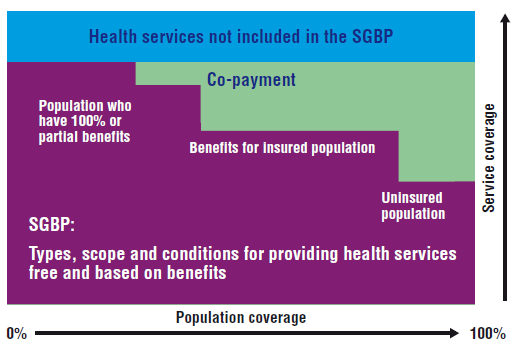 Health services not included in the SGBP
Co-payment
Population who
have 100% or
partial benefits
Benefits for insured population
Uninsured
population
SGBP:
Types, scope and conditions for providing health services
free and based on benefits
Service coverage
Population coverage
0%
100%